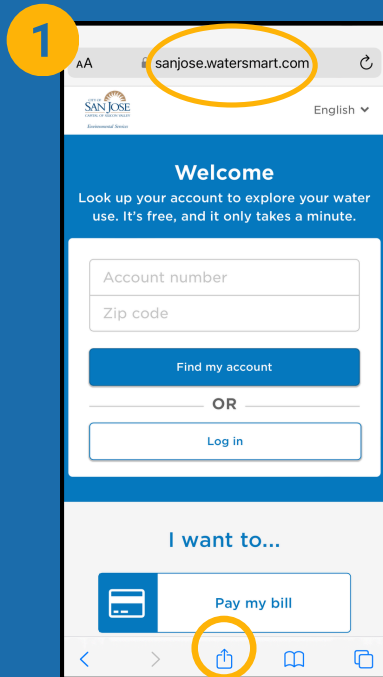 1
AA
sanjose.watersmart.com
CITY OF
SAN JOSE
CAPITAL OF SILICON VALLEY
Environmental Services
English
Welcome
Look up your account to explore your water
use. It's free, and it only takes a minute.
Account number
Zip code
Find my account
OR
Log in
I want to...
Pay my bill